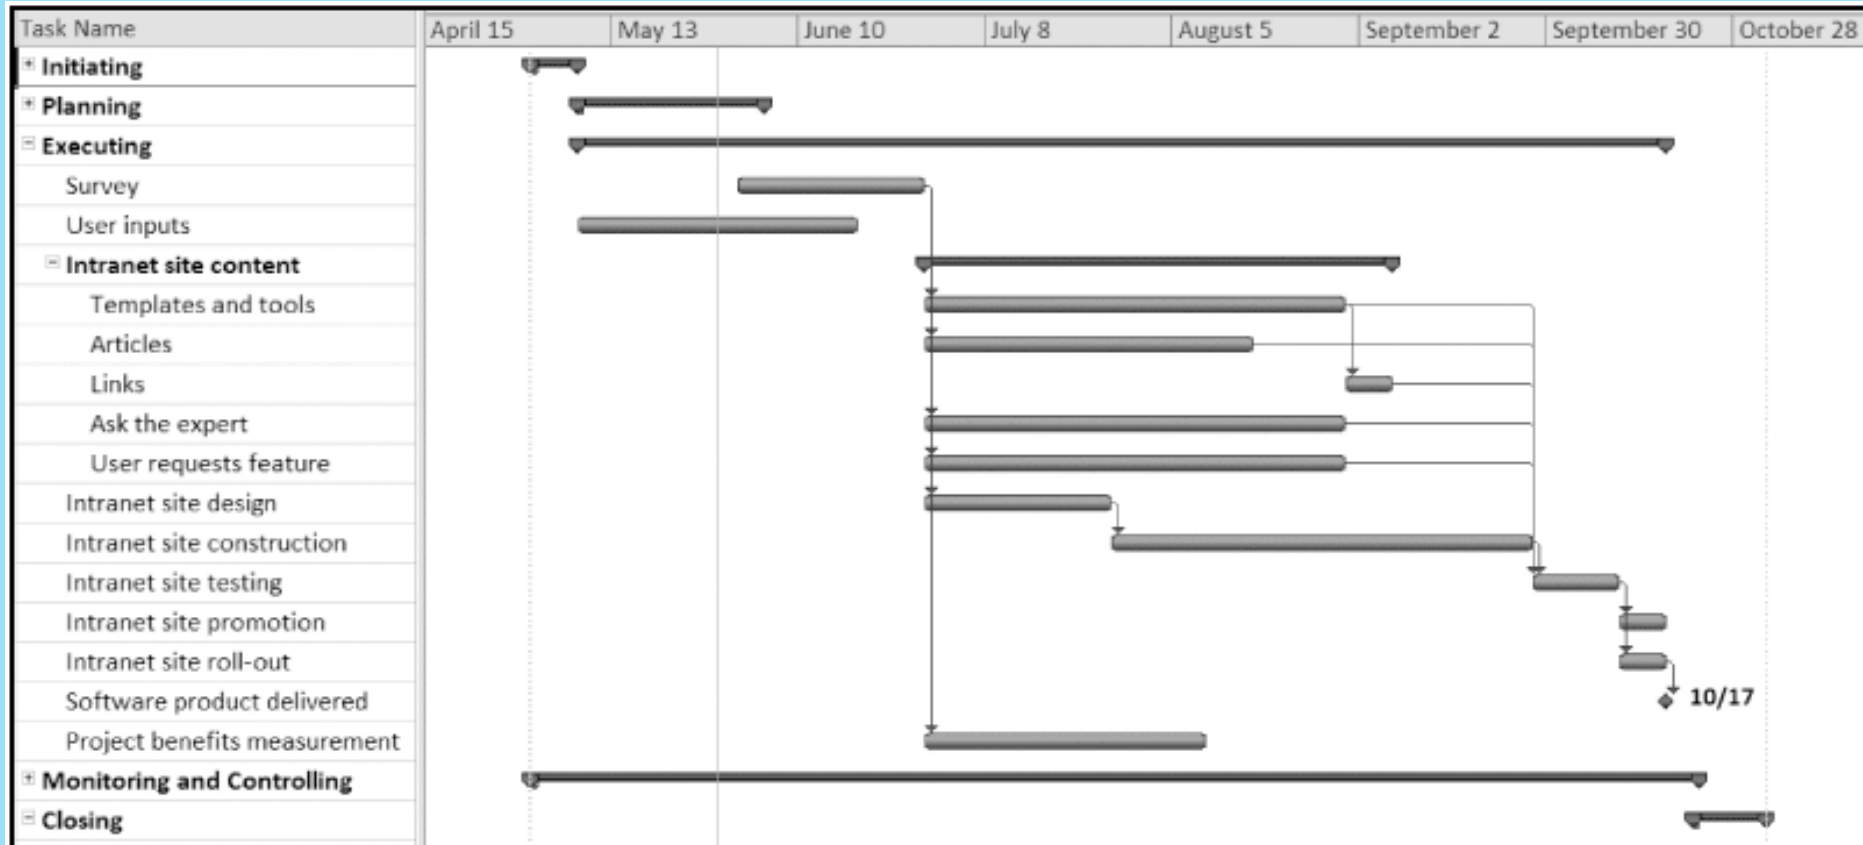 Task Name April 15 May 13 June 10 July 8 August 5 September 2 September 30 October 28
Initiating
Planning
Executing
Survey
User inputs
Intranet site content
Templates and tools
Articles
Links
Ask the expert
User requests feature
Intranet site design
Intranet site construction
Intranet site testing
Intranet site promotion
Intranet site roll-out
Software product delivered 10/17
Project benefits measurement
Monitoring and Controlling
Closing